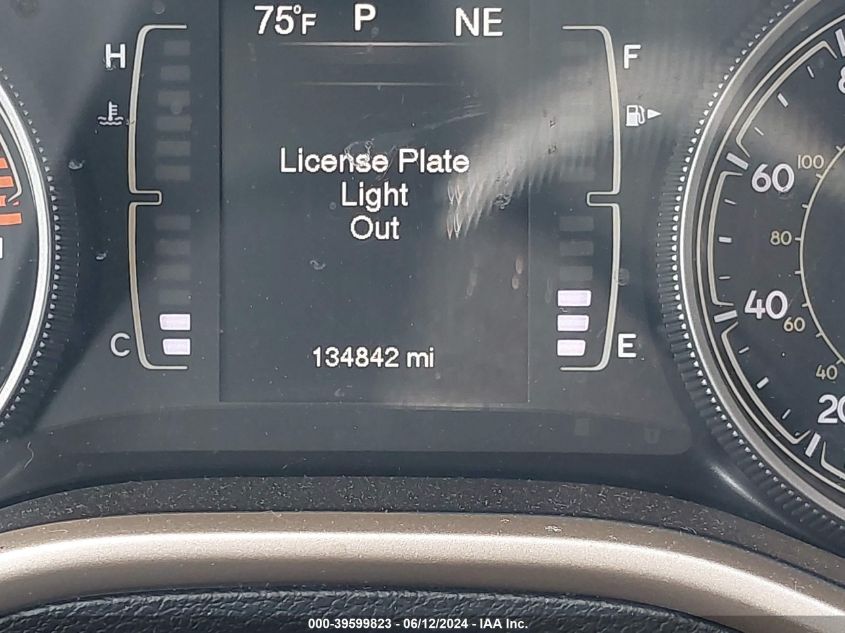 75°F P NE
H F
License Plate
Light
Out
C E
134842 mi
100
60
80
40
60
40
20
000-39599823 - 06/12/2024 - IAA, Inc.